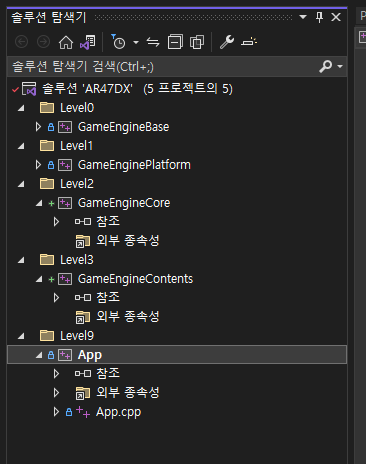 솔루션 탐색기
솔루션 탐색기 검색(Ctrl+;)
솔루션 'AR47DX' (5 프로젝트의 5)
Level0
GameEngineBase
Level1
GameEnginePlatform
Level2
GameEngineCore
참조
외부 종속성
Level3
GameEngineContents
참조
외부 종속성
Level9
App
참조
외부 종속성
App.cpp